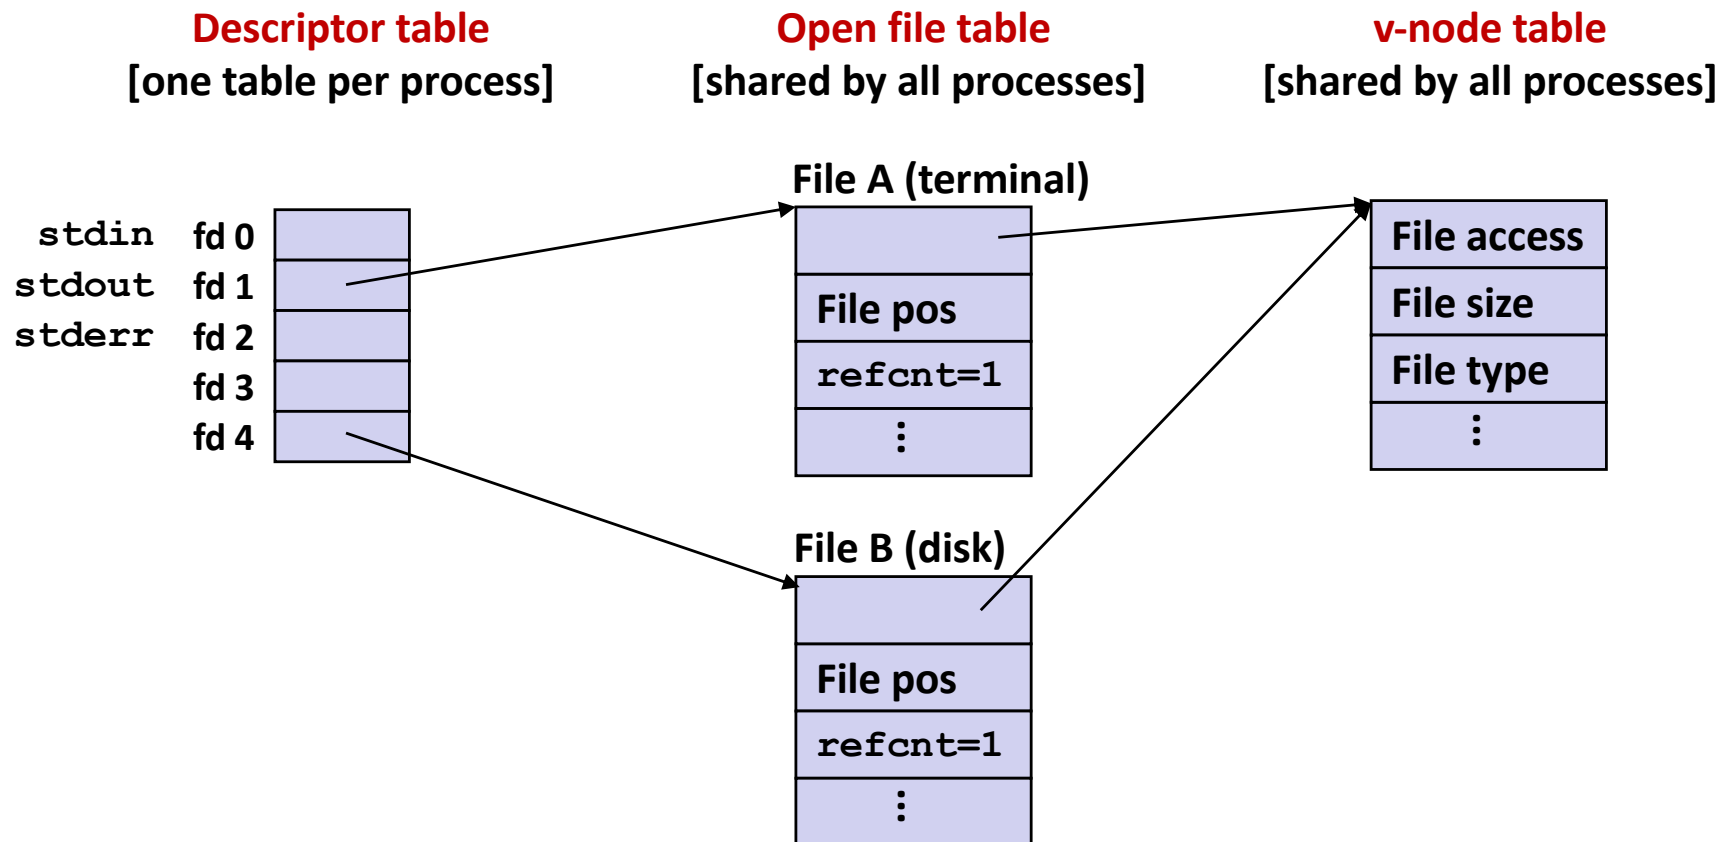 Descriptor table
[one table per process]
Open file table
[shared by all processes]
v-node table
[shared by all processes]
stdin fd 0
stdout fd 1
stderr fd 2
fd 3
fd 4
File A (terminal)
File pos
refcnt=1
⋮
File B (disk)
File pos
refcnt=1
⋮
File access
File size
File type
⋮